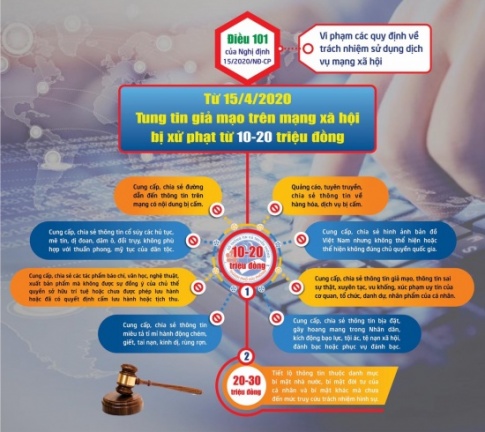 Điều 101
của Nghị định
15/2020/NĐ-CP
Vi phạm các quy định về
trách nhiệm sử dụng dịch
vụ mạng xã hội
Từ 15/4/2020
Tung tin giả mạo trên mạng xã hội
bị xử phạt từ 10-20 triệu đồng
Cung cấp, chia sẻ đường
dẫn đến thông tin trên
mạng có nội dung bị cấm.
Quảng cáo, tuyên truyền,
chia sẻ thông tin về
hàng hóa, dịch vụ bị cấm.
Cung cấp, chia sẻ thông tin cổ súy các hủ tục,
mê tín, dị đoan, dâm ô, đồi trụy, không phù
hợp với thuần phong, mỹ tục của dân tộc.
Cung cấp, chia sẻ hình ảnh bản đồ
Việt Nam nhưng không thể hiện hoặc
thể hiện không đúng chủ quyền quốc gia.
10-20
triệu đồng
1
Cung cấp, chia sẻ các tác phẩm báo chí, văn học, nghệ thuật,
xuất bản phẩm mà không được sự đồng ý của chủ thể
quyền sở hữu trí tuệ hoặc chưa được phép lưu hành
hoặc đã có quyết định cấm lưu hành hoặc tịch thu.
Cung cấp, chia sẻ thông tin giả mạo, thông tin sai
sự thật, xuyên tạc, vu khống, xúc phạm uy tín của
cơ quan, tổ chức, danh dự, nhân phẩm của cá nhân.
Cung cấp, chia sẻ thông tin
miêu tả tỉ mỉ hành động chém,
giết, tai nạn, kinh dị, rùng rợn.
Cung cấp, chia sẻ thông tin bịa đặt,
gây hoang mang trong Nhân dân,
kích động bạo lực, tội ác, tệ nạn xã hội,
đánh bạc hoặc phục vụ đánh bạc.
2
20-30
triệu đồng
Tiết lộ thông tin thuộc danh mục
bí mật nhà nước, bí mật đời tư của
cá nhân và bí mật khác mà chưa
đến mức truy cứu trách nhiệm hình sự.